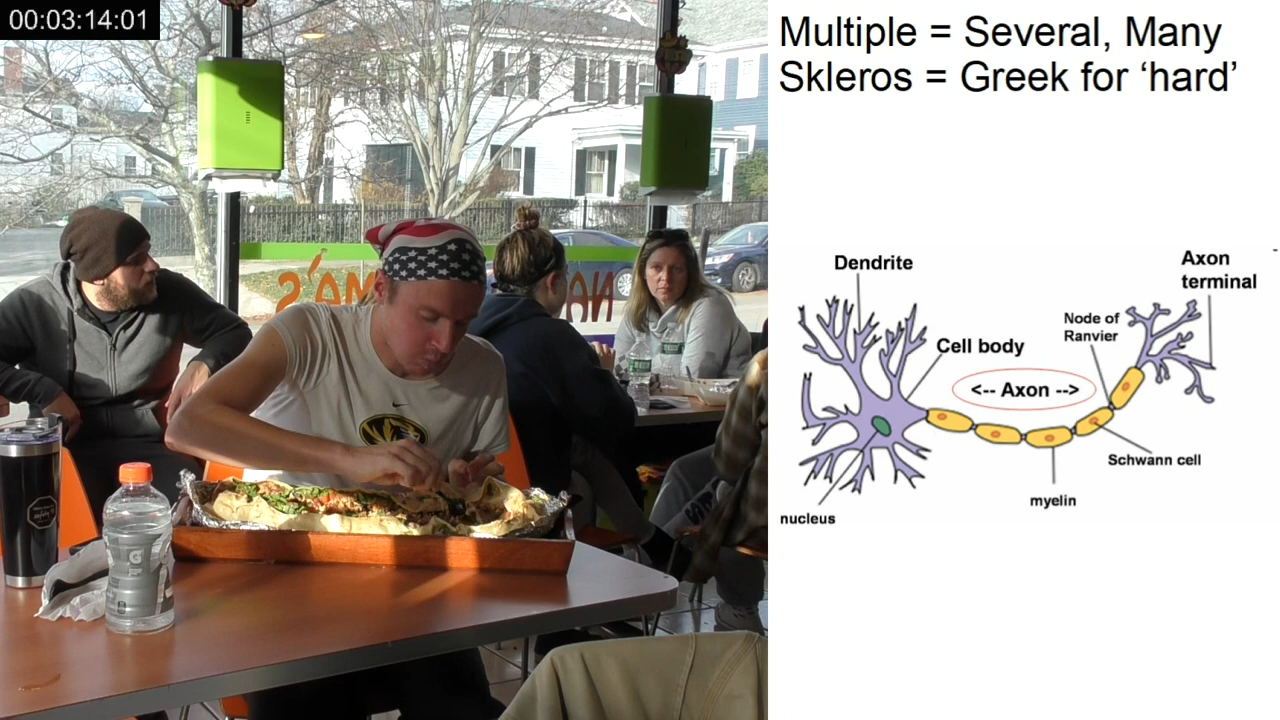 00:03:14:01
Multiple = Several, Many
Skleros = Greek for ‘hard’
Dendrite
Axon
terminal
Node of
Ranvier
Cell body
<-- Axon -->
Schwann cell
myelin
nucleus